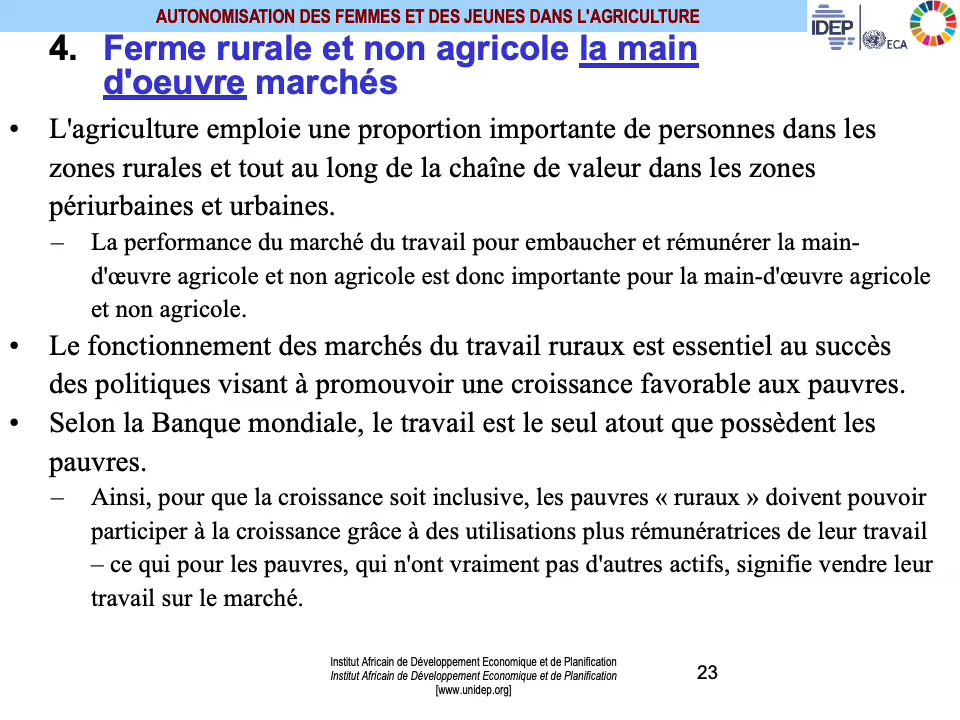 AUTONOMISATION DES FEMMES ET DES JEUNES DANS L'AGRICULTURE
IDEP
ECA
4. Ferme rurale et non agricole la main
d'oeuvre marchés
• L'agriculture emploie une proportion importante de personnes dans les
zones rurales et tout au long de la chaîne de valeur dans les zones
périurbaines et urbaines.
– La performance du marché du travail pour embaucher et rémunérer la main-
d'œuvre agricole et non agricole est donc importante pour la main-d'œuvre agricole
et non agricole.
• Le fonctionnement des marchés du travail ruraux est essentiel au succès
des politiques visant à promouvoir une croissance favorable aux pauvres.
• Selon la Banque mondiale, le travail est le seul atout que possèdent les
pauvres.
– Ainsi, pour que la croissance soit inclusive, les pauvres « ruraux » doivent pouvoir
participer à la croissance grâce à des utilisations plus rémunératrices de leur travail
– ce qui pour les pauvres, qui n'ont vraiment pas d'autres actifs, signifie vendre leur
travail sur le marché.
Institut Africain de Développement Economique et de Planification
Institut Africain de Développement Economique et de Planification
[www.unidep.org]
23